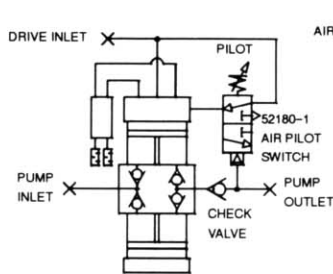 DRIVE INLET
AIR
PILOT
52180-1
AIR PILOT
SWITCH
PUMP
INLET
PUMP
OUTLET
CHECK
VALVE